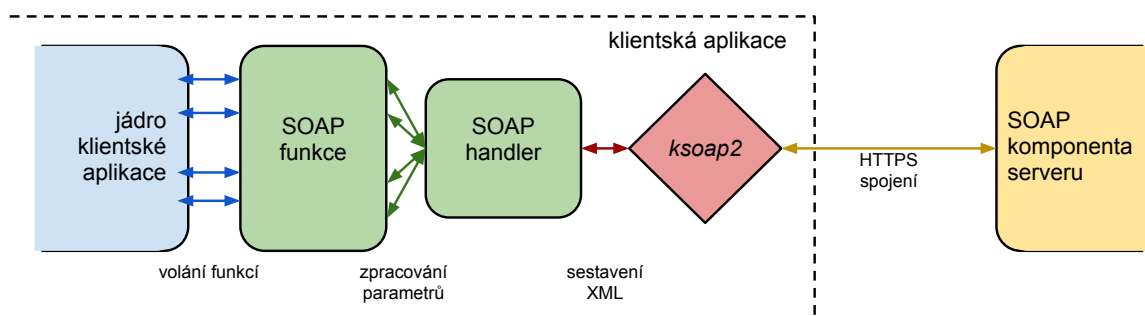 klientská aplikace
jádro
klientské
aplikace
SOAP
funkce
SOAP
handler
ksoap2
SOAP
komponenta
serveru
HTTPS
spojení
volání funkcí
zpracování
parametrů
sestavení
XML